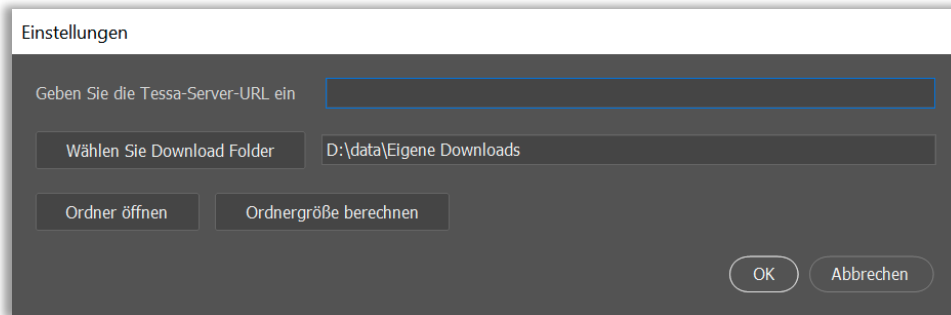 Einstellungen
Geben Sie die Tessa-Server-URL ein
Wählen Sie Download Folder D:\data\Eigene Downloads
Ordner öffnen Ordnergröße berechnen
OK Abbrechen